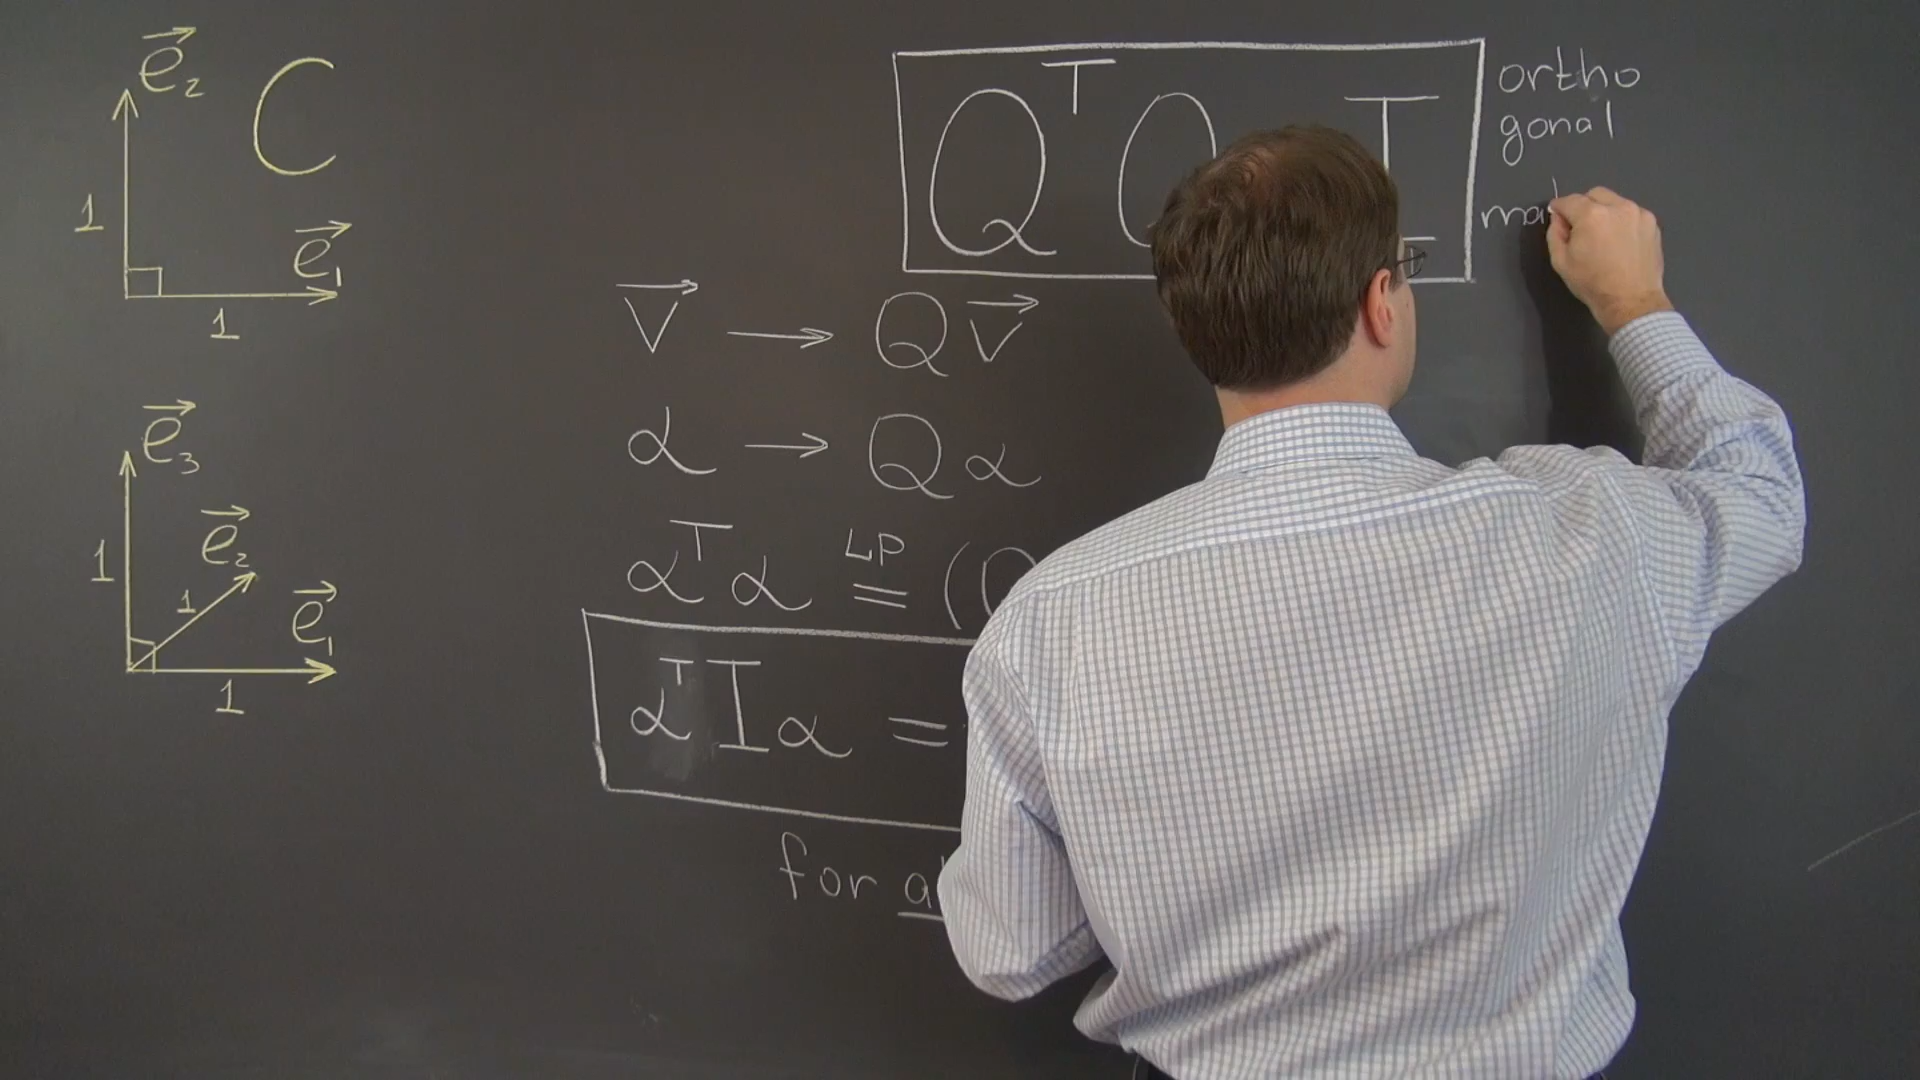 e⃗₂ C
1
e⃗₁
1
e⃗₃
e⃗₂
1
1
e⃗₁
1
QᵀQ I
ortho
gonal
v⃗ → Qv⃗
α → Qα
αᵀα =ᴸᴾ (Q
αᵀIα =
for